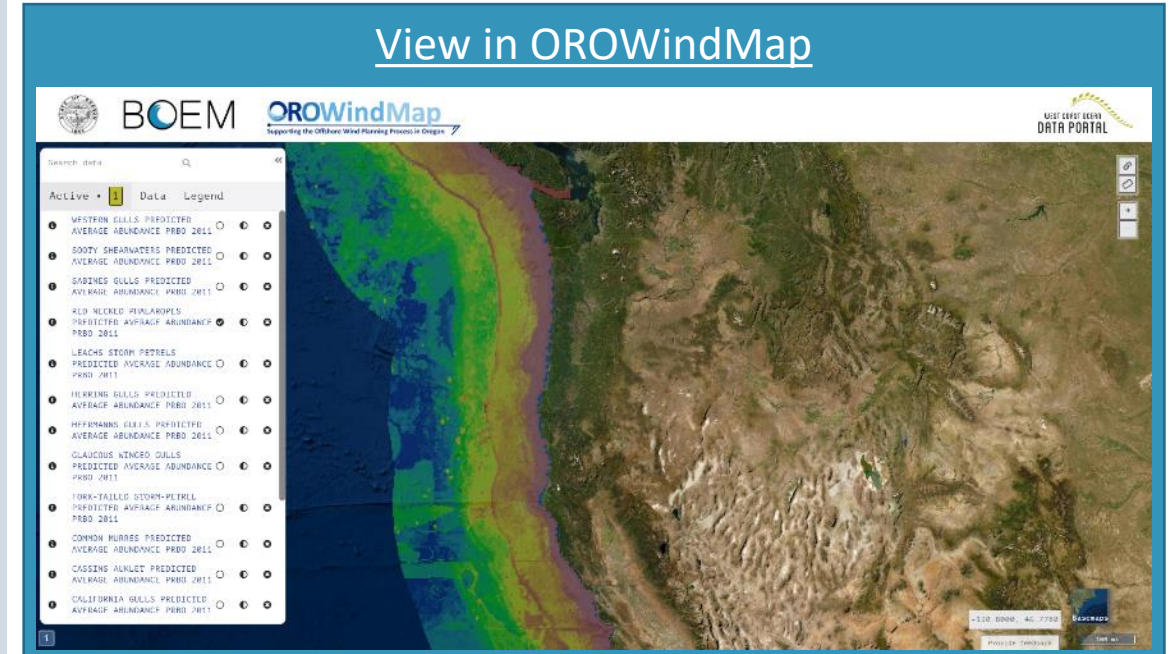 View in OROWindMap
BOEM
OROWindMap
Supporting the Offshore Wind Planning Process in Oregon
WEST COAST OCEAN
DATA PORTAL
Search data
Active • 1 Data Legend
WESTERN GULLS PREDICTED
AVERAGE ABUNDANCE PRBO 2011
SOOTY SHEARWATERS PREDICTED
AVERAGE ABUNDANCE PRBO 2011
SABINES GULLS PREDICTED
AVERAGE ABUNDANCE PRBO 2011
RED NECKED PHALAROPES
PREDICTED AVERAGE ABUNDANCE
PRBO 2011
LEACHS STORM PETRELS
PREDICTED AVERAGE ABUNDANCE
PRBO 2011
HERRING GULLS PREDICTED
AVERAGE ABUNDANCE PRBO 2011
HEERMANNS GULLS PREDICTED
AVERAGE ABUNDANCE PRBO 2011
GLAUCOUS WINGED GULLS
PREDICTED AVERAGE ABUNDANCE
PRBO 2011
FORK-TAILED STORM-PETREL
PREDICTED AVERAGE ABUNDANCE
PRBO 2011
COMMON MURRES PREDICTED
AVERAGE ABUNDANCE PRBO 2011
CASSINS AUKLET PREDICTED
AVERAGE ABUNDANCE PRBO 2011
CALIFORNIA GULLS PREDICTED
AVERAGE ABUNDANCE PRBO 2011
1
Basemaps
Provide feedback